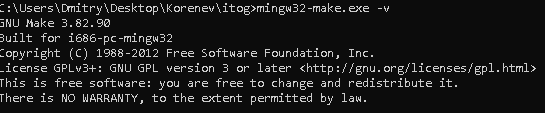 C:\Users\Dmitry\Desktop\Korenev\itog>mingw32-make.exe -v
GNU Make 3.82.90
Built for i686-pc-mingw32
Copyright (C) 1988-2012 Free Software Foundation, Inc.
License GPLv3+: GNU GPL version 3 or later <http://gnu.org/licenses/gpl.html>
This is free software: you are free to change and redistribute it.
There is NO WARRANTY, to the extent permitted by law.